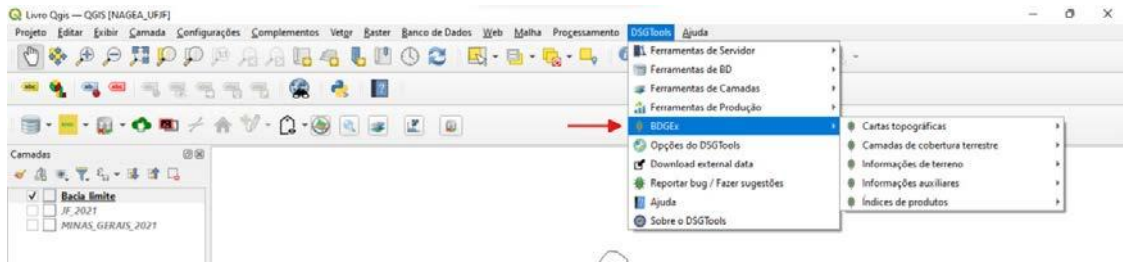 Livro Qgis — QGIS [NAGEA_UFJF]
Projeto Editar Exibir Camada Configurações Complementos Vetor Raster Banco de Dados Web Malha Processamento DSGTools Ajuda
Ferramentas de Servidor
Ferramentas de BD
Ferramentas de Camadas
Ferramentas de Produção
BDGEx
Cartas topográficas
Opções do DSGTools
Camadas de cobertura terrestre
Download external data
Informações de terreno
Reportar bug / Fazer sugestões
Informações auxiliares
Ajuda
Índices de produtos
Sobre o DSGTools
abc
abc
abc
Camadas
Bacia limite
JF_2021
MINAS_GERAIS_2021